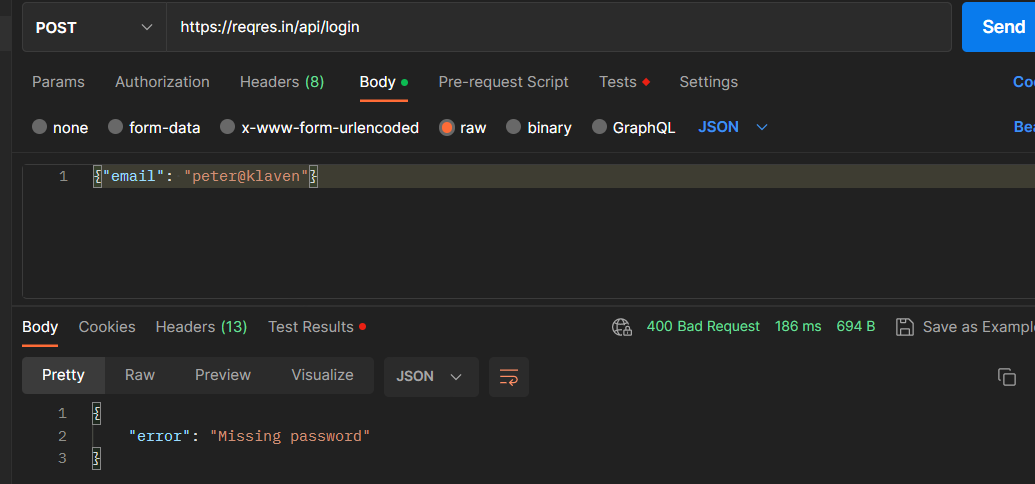 POST https://reqres.in/api/login Send
Params Authorization Headers (8) Body Pre-request Script Tests Settings Co
none form-data x-www-form-urlencoded raw binary GraphQL JSON Bea
1 {"email": "peter@klaven"}
Body Cookies Headers (13) Test Results 400 Bad Request 186 ms 694 B Save as Example
Pretty Raw Preview Visualize JSON
1 {
2 "error": "Missing password"
3 }